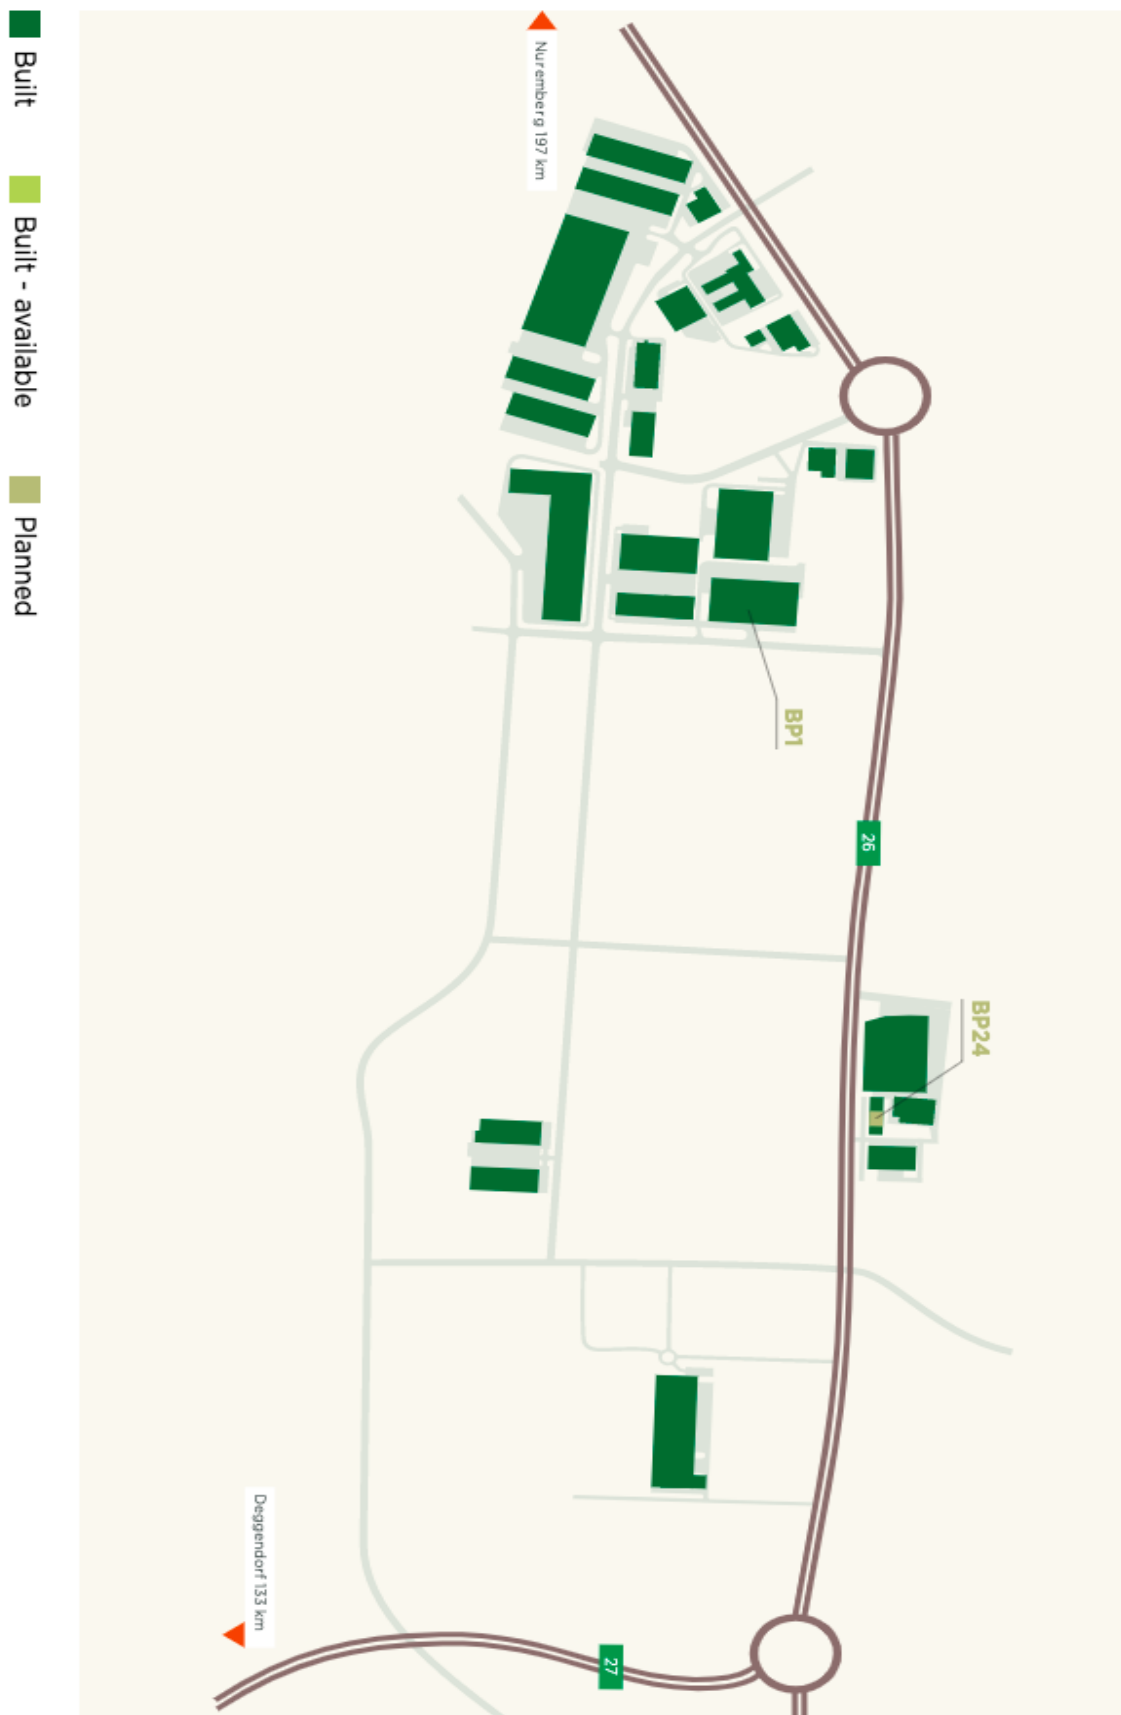 Built
Built - available
Planned
Nuremberg 197 km
BP1
26
BP24
Deggendorf 133 km
27